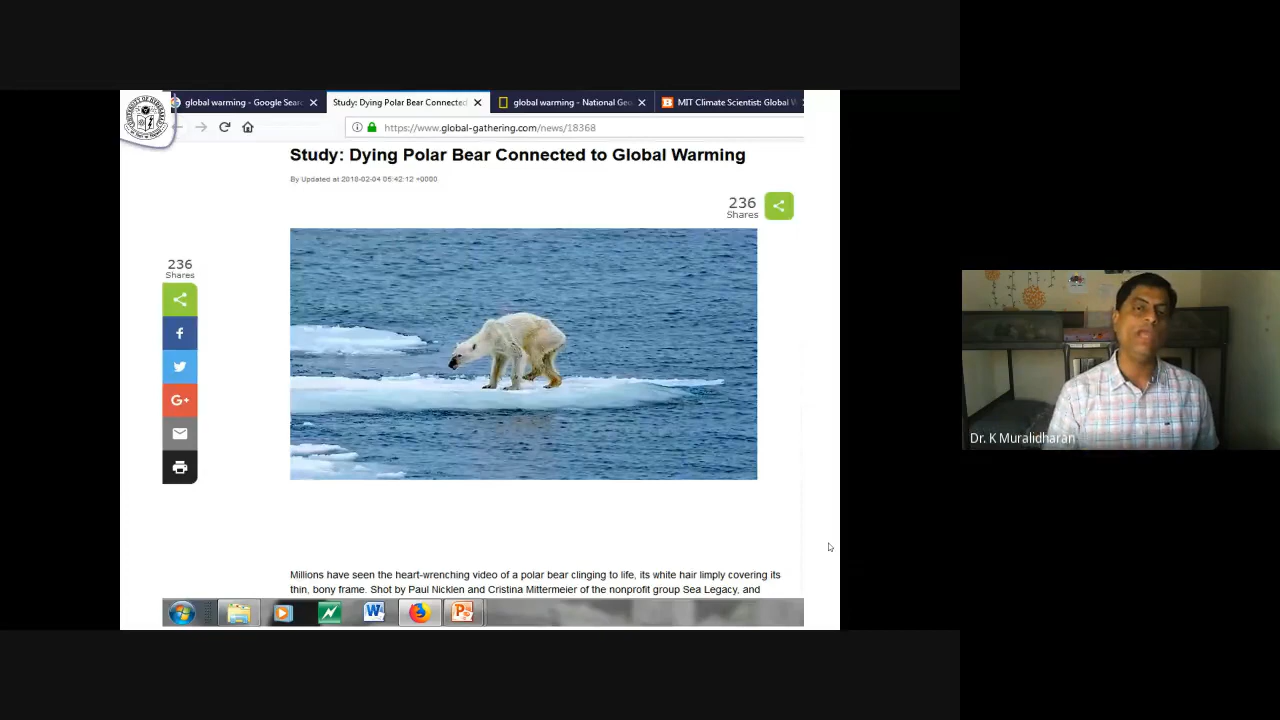 global warming - Google Sear
Study: Dying Polar Bear Connected
global warming - National Geo
MIT Climate Scientist: Global W
https://www.global-gathering.com/news/18368
Study: Dying Polar Bear Connected to Global Warming
By Updated at 2018-02-04 05:42:12 +0000
236
Shares
236
Shares
Dr. K Muralidharan
Millions have seen the heart-wrenching video of a polar bear clinging to life, its white hair limply covering its
thin, bony frame. Shot by Paul Nicklen and Cristina Mittermeier of the nonprofit group Sea Legacy, and